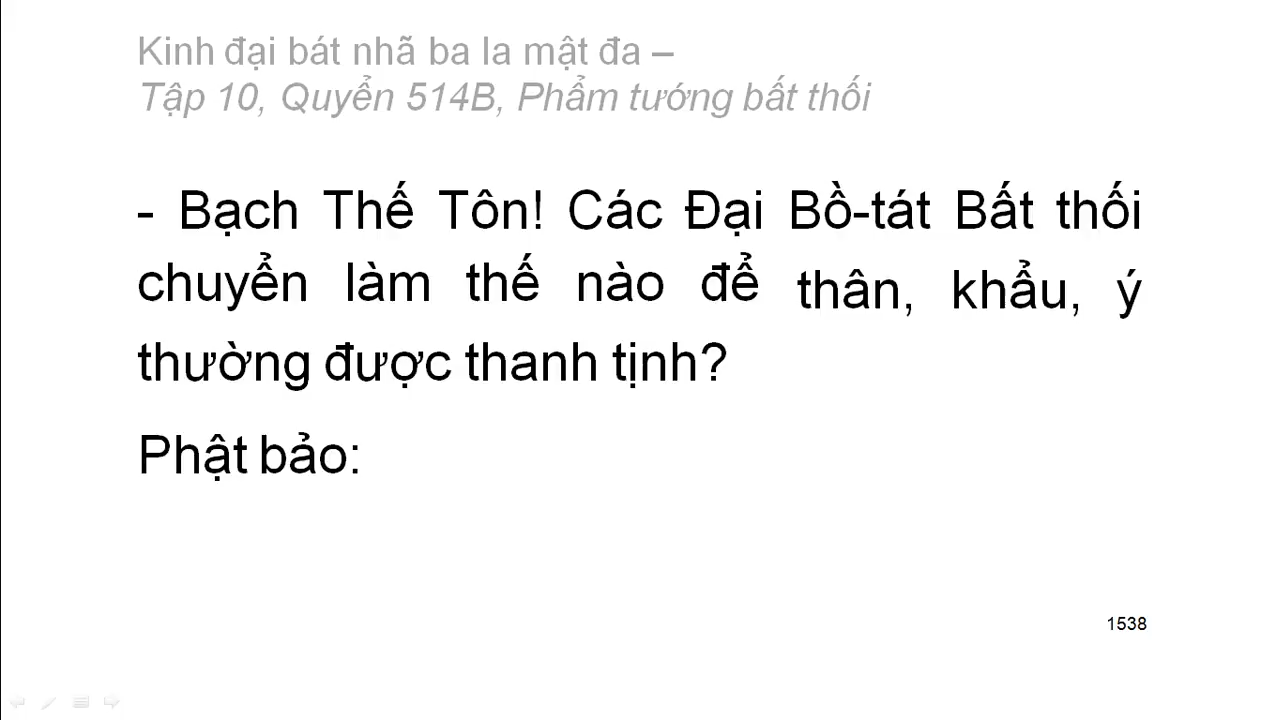 Kinh đại bát nhã ba la mật đa –
Tập 10, Quyển 514B, Phẩm tướng bất thối
- Bạch Thế Tôn! Các Đại Bồ-tát Bất thối
chuyển làm thế nào để thân, khẩu, ý
thường được thanh tịnh?
Phật bảo:
1538